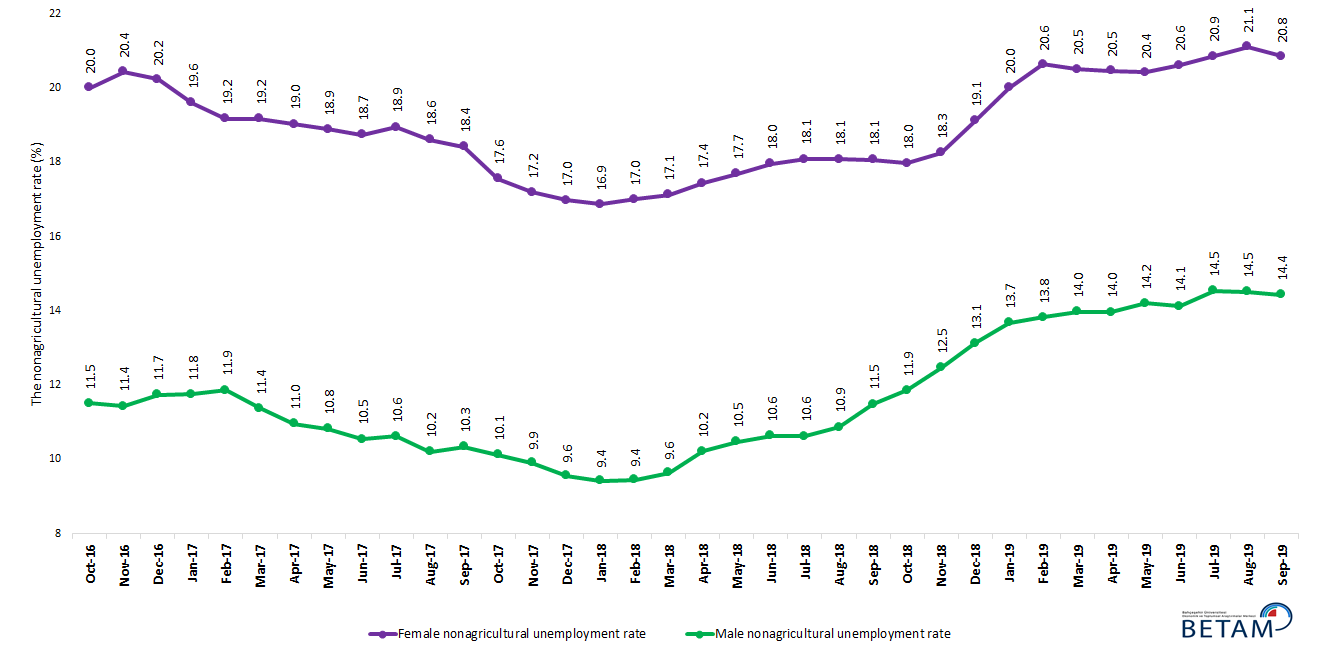 22
20
18
16
14
12
10
8
The nonagricultural unemployment rate (%)
20.0 20.4 20.2 19.6 19.2 19.2 19.0 18.9 18.7 18.9 18.6 18.4 17.6 17.2 17.0 16.9 17.0 17.1 17.4 17.7 18.0 18.1 18.1 18.1 18.0 18.3 19.1 20.0 20.6 20.5 20.5 20.4 20.6 20.9 21.1 20.8
11.5 11.4 11.7 11.8 11.9 11.4 11.0 10.8 10.5 10.6 10.2 10.3 10.1 9.9 9.6 9.4 9.4 9.6 10.2 10.5 10.6 10.6 10.9 11.5 11.9 12.5 13.1 13.7 13.8 14.0 14.0 14.2 14.1 14.5 14.5 14.4
Oct-16 Nov-16 Dec-16 Jan-17 Feb-17 Mar-17 Apr-17 May-17 Jun-17 Jul-17 Aug-17 Sep-17 Oct-17 Nov-17 Dec-17 Jan-18 Feb-18 Mar-18 Apr-18 May-18 Jun-18 Jul-18 Aug-18 Sep-18 Oct-18 Nov-18 Dec-18 Jan-19 Feb-19 Mar-19 Apr-19 May-19 Jun-19 Jul-19 Aug-19 Sep-19
Female nonagricultural unemployment rate Male nonagricultural unemployment rate
Bahçeşehir Üniversitesi
BETAM